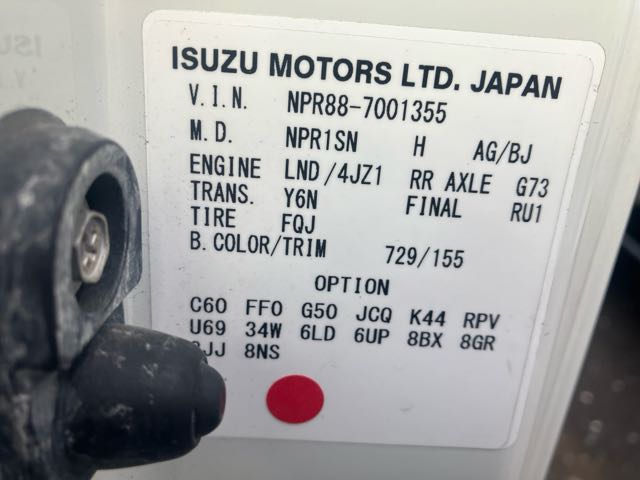 ISUZU MOTORS LTD. JAPAN
V.I.N. NPR88-7001355
M.D. NPR1SN H AG/BJ
ENGINE LND/4JZ1 RR AXLE G73
TRANS. Y6N FINAL RU1
TIRE FQJ
B.COLOR/TRIM 729/155
OPTION
C60 FF0 G50 JCQ K44 RPV
U69 34W 6LD 6UP 8BX 8GR
8NS